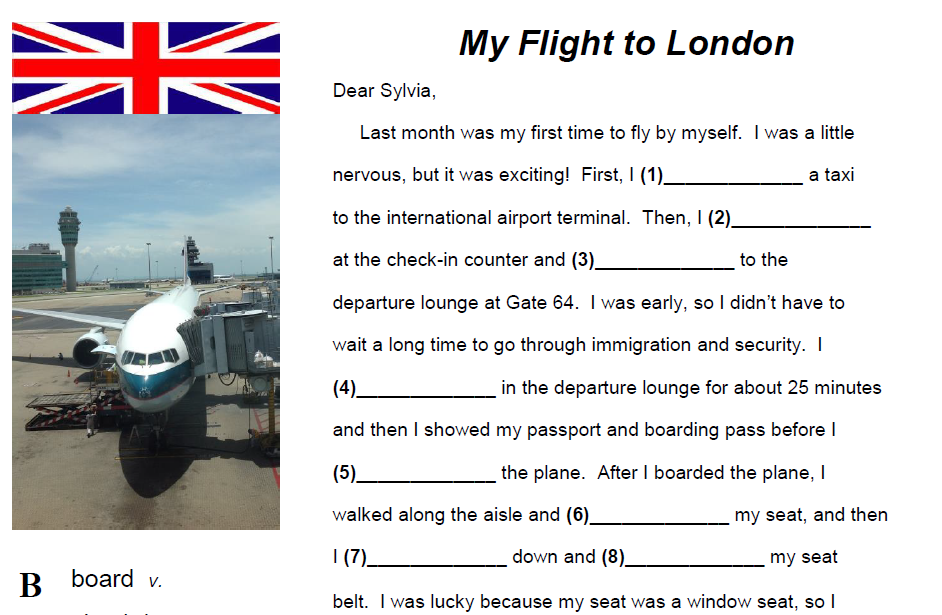 My Flight to London
Dear Sylvia,
Last month was my first time to fly by myself.  I was a little
nervous, but it was exciting!  First, I (1)_____________ a taxi
to the international airport terminal.  Then, I (2)_____________
at the check-in counter and (3)_____________ to the
departure lounge at Gate 64.  I was early, so I didn't have to
wait a long time to go through immigration and security.  I
(4)_____________ in the departure lounge for about 25 minutes
and then I showed my passport and boarding pass before I
(5)_____________ the plane.  After I boarded the plane, I
walked along the aisle and (6)_____________ my seat, and then
I (7)_____________ down and (8)_____________ my seat
belt.  I was lucky because my seat was a window seat, so I
B board v.